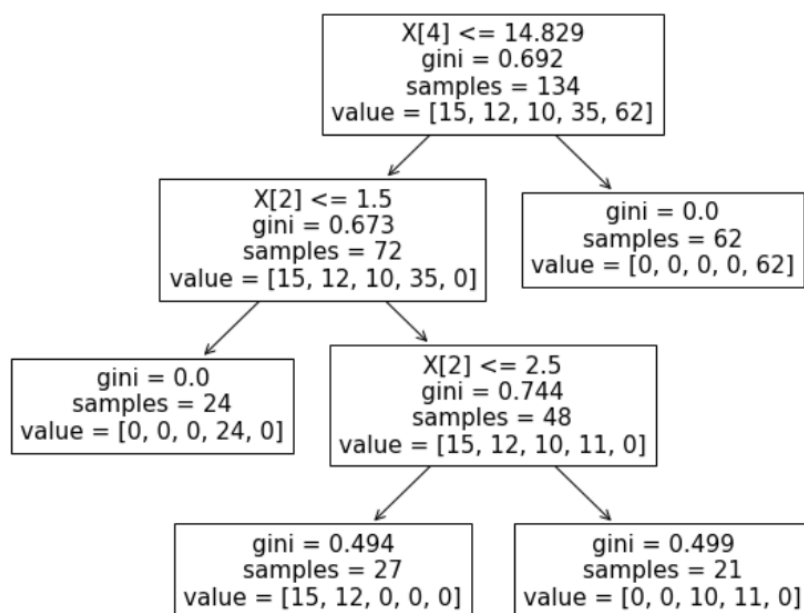 X[4] <= 14.829
gini = 0.692
samples = 134
value = [15, 12, 10, 35, 62]
X[2] <= 1.5
gini = 0.673
samples = 72
value = [15, 12, 10, 35, 0]
gini = 0.0
samples = 62
value = [0, 0, 0, 0, 62]
gini = 0.0
samples = 24
value = [0, 0, 0, 24, 0]
X[2] <= 2.5
gini = 0.744
samples = 48
value = [15, 12, 10, 11, 0]
gini = 0.494
samples = 27
value = [15, 12, 0, 0, 0]
gini = 0.499
samples = 21
value = [0, 0, 10, 11, 0]